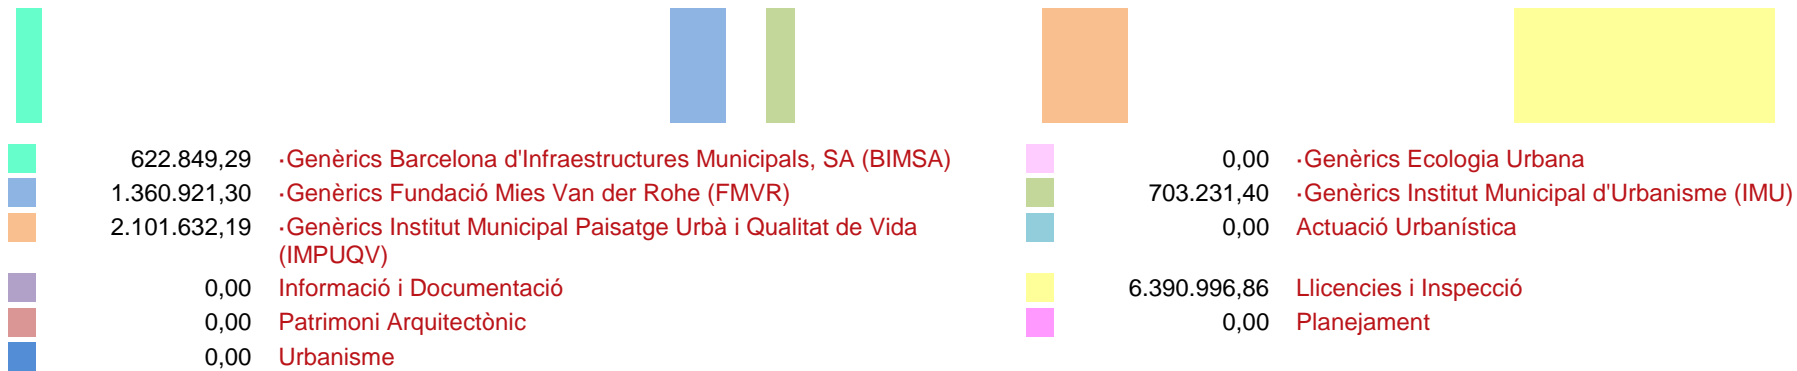 622.849,29 ·Genèrics Barcelona d'Infraestructures Municipals, SA (BIMSA)
0,00 ·Genèrics Ecologia Urbana
1.360.921,30 ·Genèrics Fundació Mies Van der Rohe (FMVR)
703.231,40 ·Genèrics Institut Municipal d'Urbanisme (IMU)
2.101.632,19 ·Genèrics Institut Municipal Paisatge Urbà i Qualitat de Vida
(IMPUQV)
0,00 Actuació Urbanística
0,00 Informació i Documentació
6.390.996,86 Llicencies i Inspecció
0,00 Patrimoni Arquitectònic
0,00 Planejament
0,00 Urbanisme